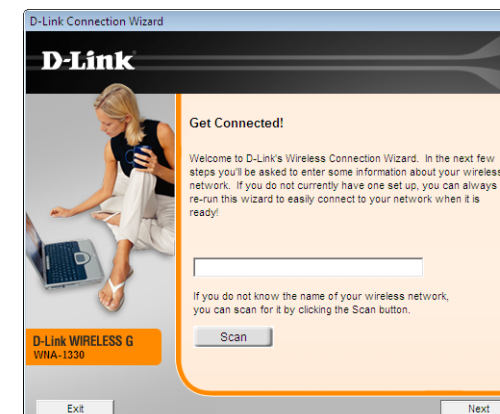 D-Link Connection Wizard
D-Link
Get Connected!
Welcome to D-Link's Wireless Connection Wizard. In the next few
steps you'll be asked to enter some information about your wireless
network. If you do not currently have one set up, you can always
re-run this wizard to easily connect to your network when it is
ready!
If you do not know the name of your wireless network,
you can scan for it by clicking the Scan button.
Scan
D-Link WIRELESS G
WNA-1330
Exit
Next